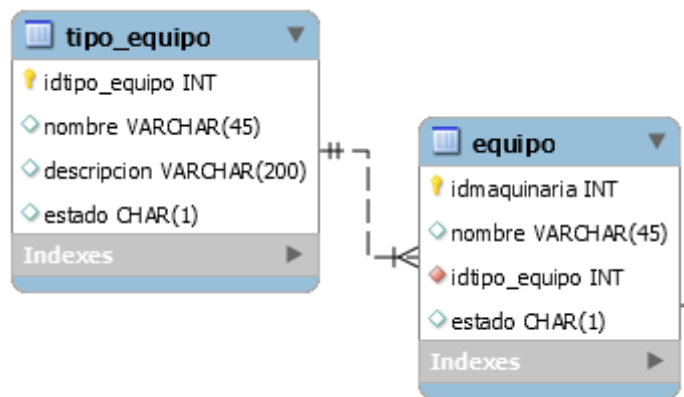 tipo_equipo
idtipo_equipo INT
nombre VARCHAR(45)
descripcion VARCHAR(200)
estado CHAR(1)
Indexes
equipo
idmaquinaria INT
nombre VARCHAR(45)
idtipo_equipo INT
estado CHAR(1)
Indexes